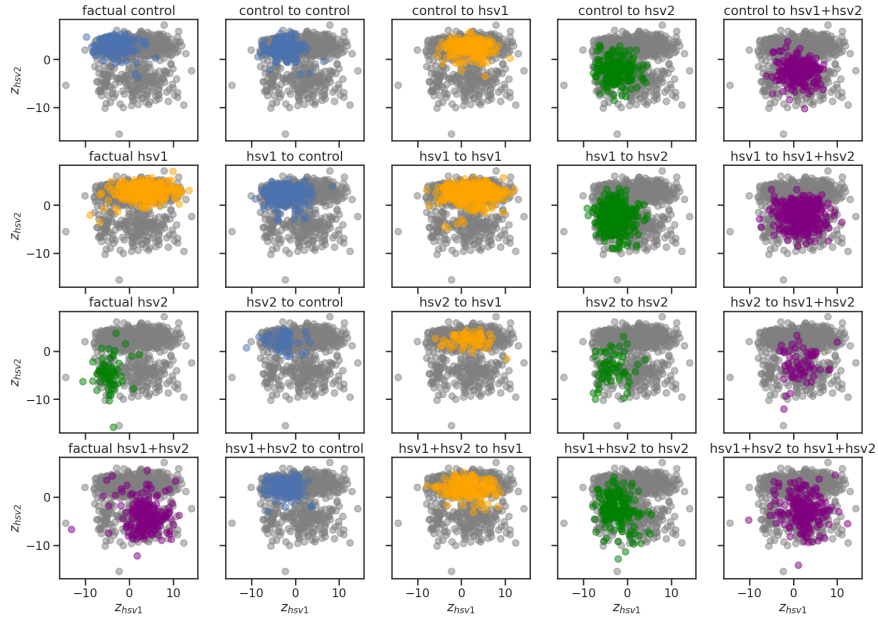 factual control control to control control to hsv1 control to hsv2 control to hsv1+hsv2
0
−10
z_hsv2
factual hsv1 hsv1 to control hsv1 to hsv1 hsv1 to hsv2 hsv1 to hsv1+hsv2
0
−10
z_hsv2
factual hsv2 hsv2 to control hsv2 to hsv1 hsv2 to hsv2 hsv2 to hsv1+hsv2
0
−10
z_hsv2
factual hsv1+hsv2 hsv1+hsv2 to control hsv1+hsv2 to hsv1 hsv1+hsv2 to hsv2 hsv1+hsv2 to hsv1+hsv2
0
−10
z_hsv2
−10 0 10 −10 0 10 −10 0 10 −10 0 10 −10 0 10
z_hsv1 z_hsv1 z_hsv1 z_hsv1 z_hsv1